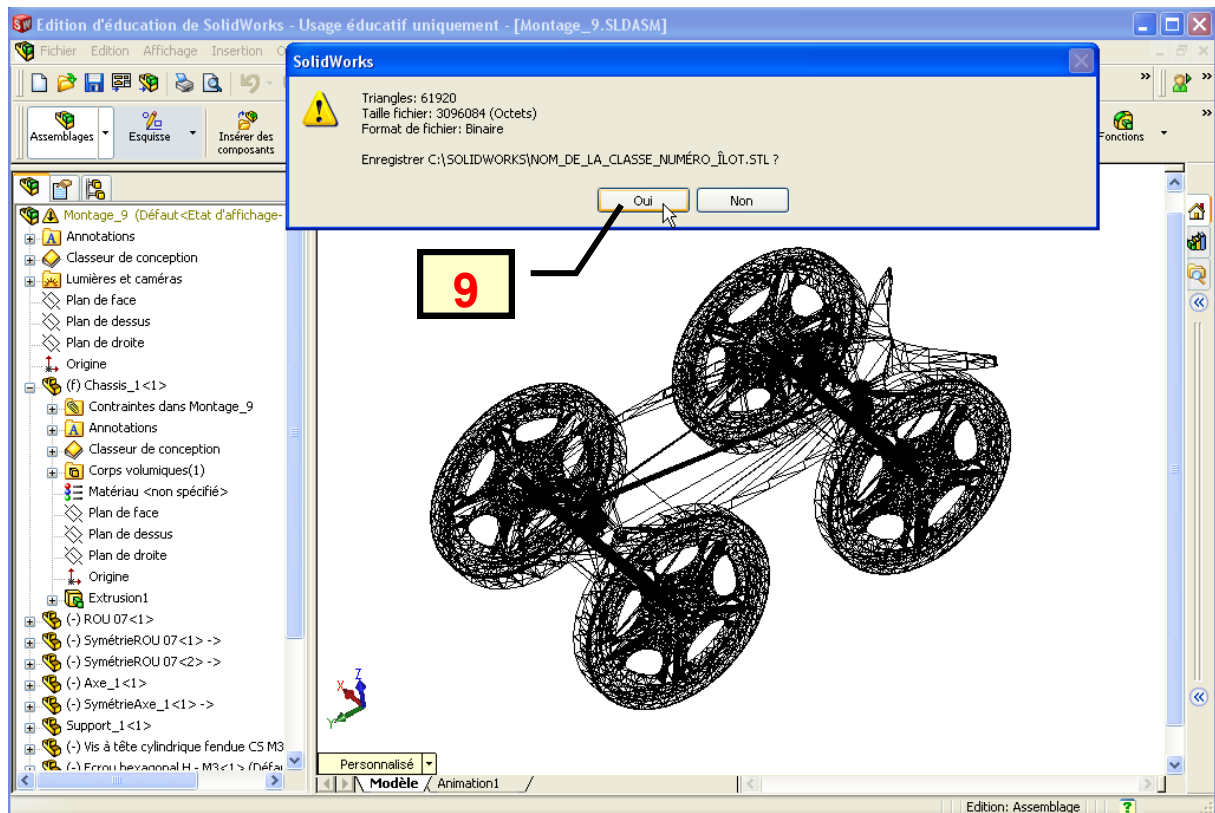 Edition d'éducation de SolidWorks - Usage éducatif uniquement - [Montage_9.SLDASM]
Fichier Edition Affichage Insertion
SolidWorks
Triangles: 61920
Taille fichier: 3096084 (Octets)
Format de fichier: Binaire
Enregistrer C:\SOLIDWORKS\NOM_DE_LA_CLASSE_NUMÉRO_ÎLOT.STL ?
Oui Non
Assemblages
Esquisse
Insérer des
composants
Fonctions
9
Montage_9 (Défaut<Etat d'affichage-
Annotations
Classeur de conception
Lumières et caméras
Plan de face
Plan de dessus
Plan de droite
Origine
(f) Chassis_1<1>
Contraintes dans Montage_9
Annotations
Classeur de conception
Corps volumiques(1)
Matériau <non spécifié>
Plan de face
Plan de dessus
Plan de droite
Origine
Extrusion1
(-) ROU 07<1>
(-) SymétrieROU 07<1> ->
(-) SymétrieROU 07<2> ->
(-) Axe_1<1>
(-) SymétrieAxe_1<1> ->
Support_1<1>
(-) Vis à tête cylindrique fendue CS M3
(-) Ecrou hexagonal H - M3<1> (Défau
Z
X
Y
Personnalisé
Modèle Animation1
Edition: Assemblage